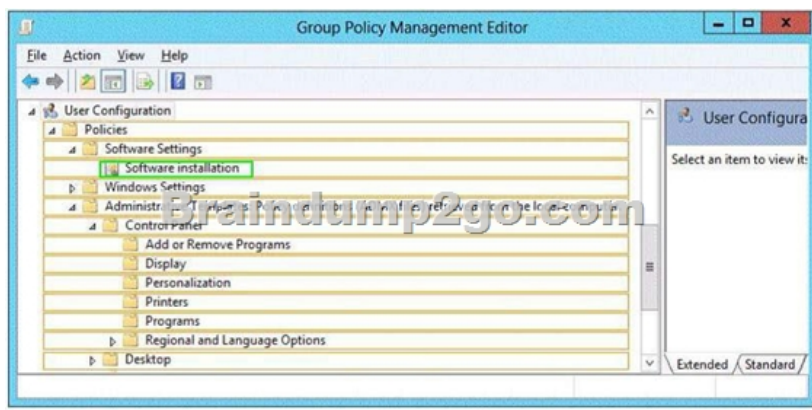 Group Policy Management Editor
File Action View Help
User Configuration
User Configura
Policies
Select an item to view it:
Software Settings
Software installation
Windows Settings
Braindump2go.com
Control Panel
Add or Remove Programs
Display
Personalization
Printers
Programs
Regional and Language Options
Desktop
Extended Standard